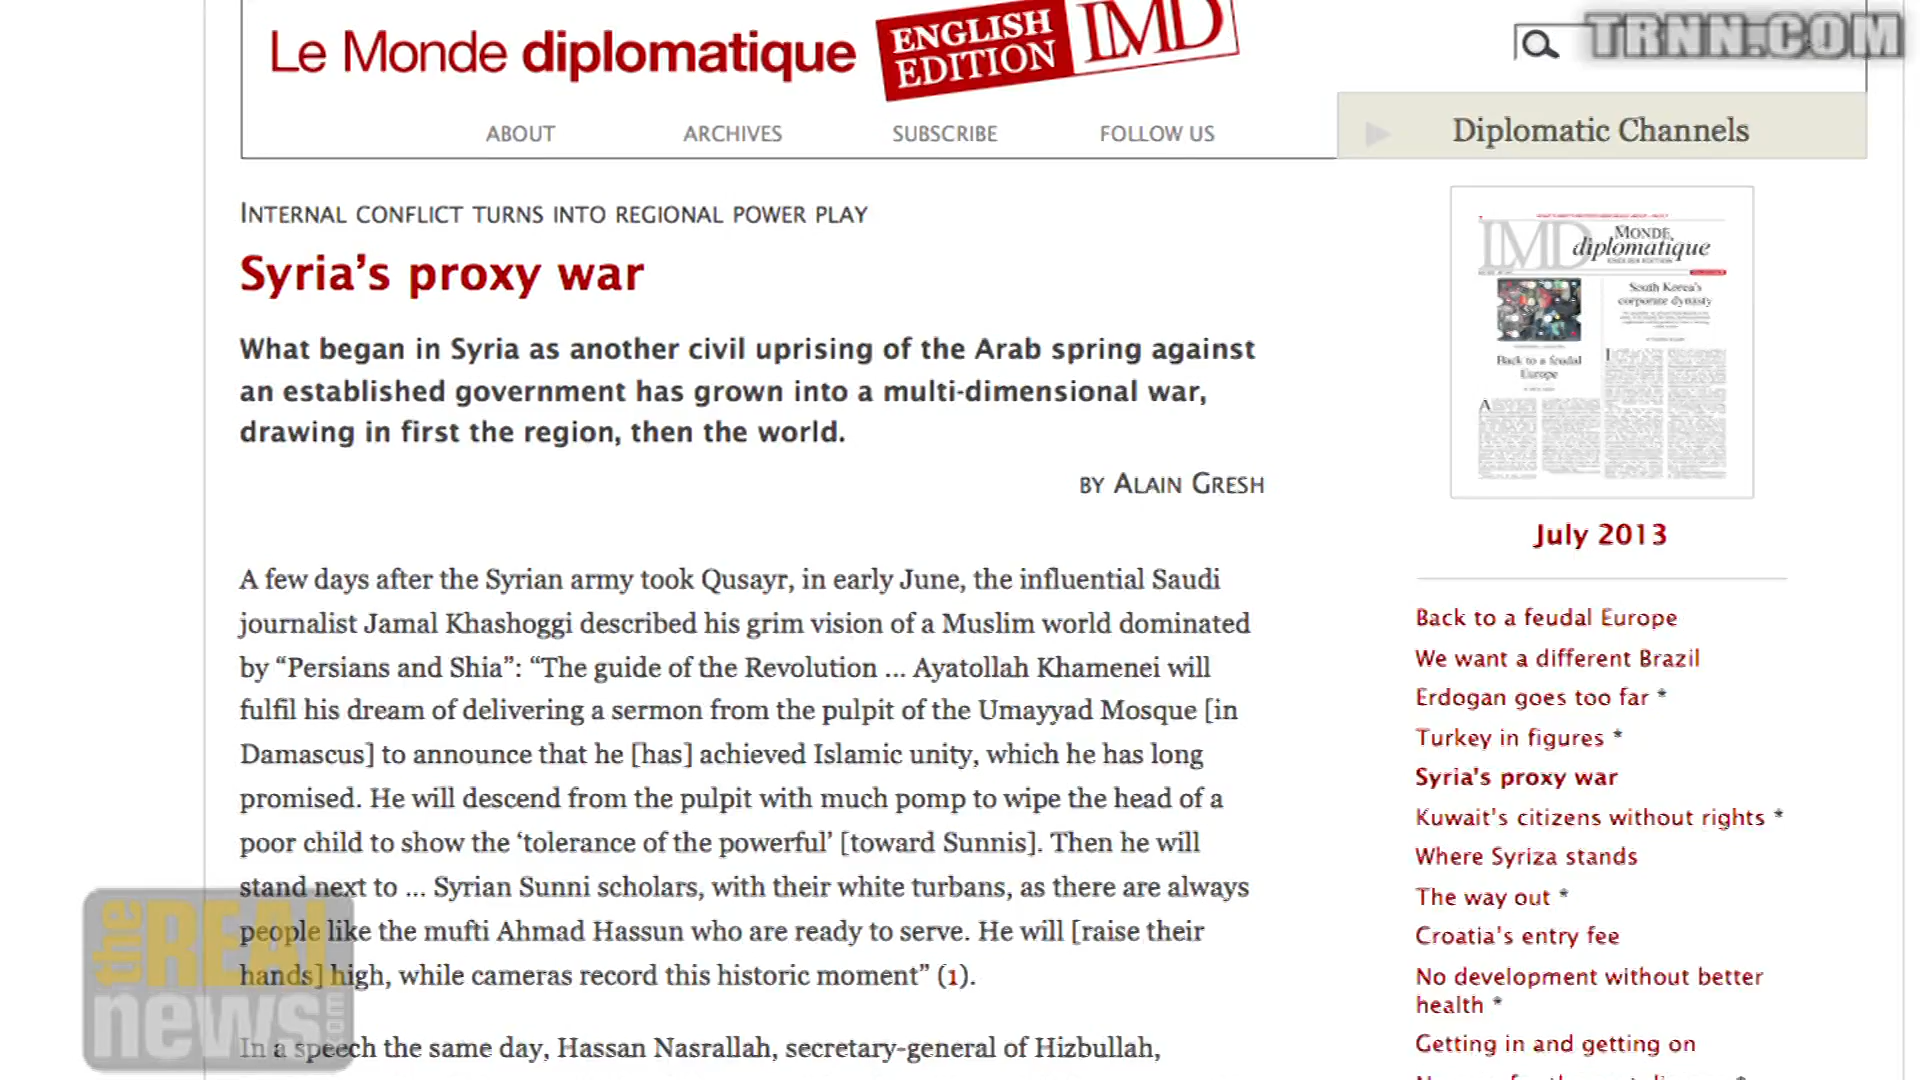 Le Monde diplomatique
ENGLISH
EDITION
LMD
TRNN.COM
ABOUT
ARCHIVES
SUBSCRIBE
FOLLOW US
Diplomatic Channels
INTERNAL CONFLICT TURNS INTO REGIONAL POWER PLAY
Syria's proxy war
What began in Syria as another civil uprising of the Arab spring against
an established government has grown into a multi-dimensional war,
drawing in first the region, then the world.
BY ALAIN GRESH
A few days after the Syrian army took Qusayr, in early June, the influential Saudi
journalist Jamal Khashoggi described his grim vision of a Muslim world dominated
by “Persians and Shia”: “The guide of the Revolution ... Ayatollah Khamenei will
fulfil his dream of delivering a sermon from the pulpit of the Umayyad Mosque [in
Damascus] to announce that he [has] achieved Islamic unity, which he has long
promised. He will descend from the pulpit with much pomp to wipe the head of a
poor child to show the ‘tolerance of the powerful’ [toward Sunnis]. Then he will
stand next to ... Syrian Sunni scholars, with their white turbans, as there are always
people like the mufti Ahmad Hassun who are ready to serve. He will [raise their
hands] high, while cameras record this historic moment” (1).
In a speech the same day, Hassan Nasrallah, secretary-general of Hizbullah,
LMD
MONDE
diplomatique
South Korea's
corporate dynasty
Back to a feudal
Europe
July 2013
Back to a feudal Europe
We want a different Brazil
Erdogan goes too far *
Turkey in figures *
Syria's proxy war
Kuwait's citizens without rights *
Where Syriza stands
The way out *
Croatia's entry fee
No development without better
health *
Getting in and getting on
the REAL
news.com